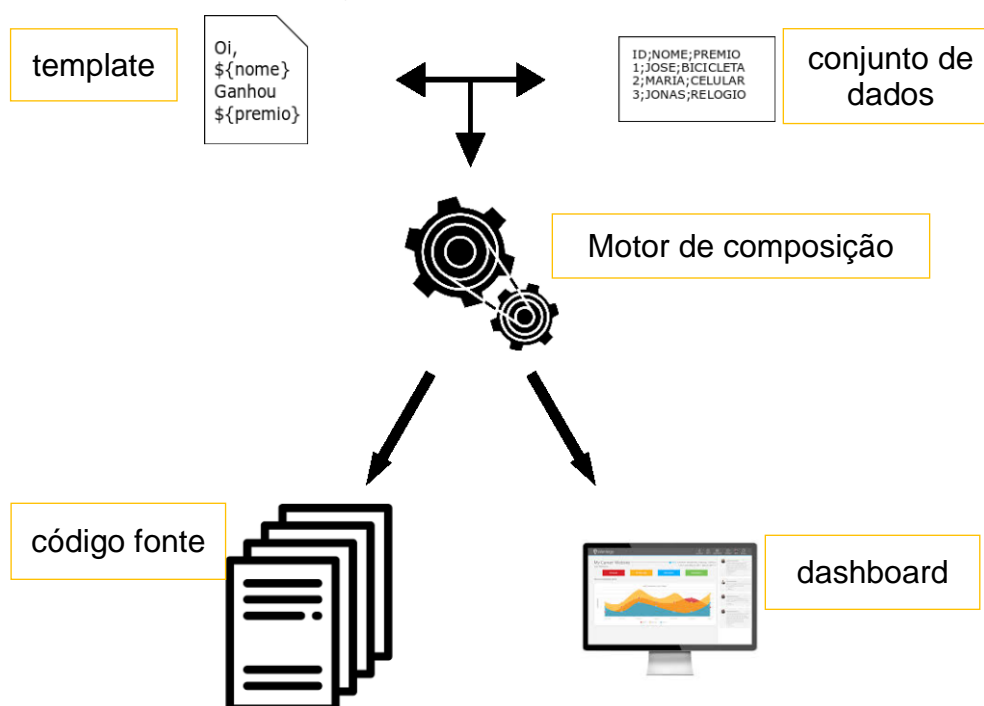 template
Oi,
${nome}
Ganhou
${premio}
ID;NOME;PREMIO
1;JOSE;BICICLETA
2;MARIA;CELULAR
3;JONAS;RELOGIO
conjunto de
dados
Motor de composição
código fonte
dashboard